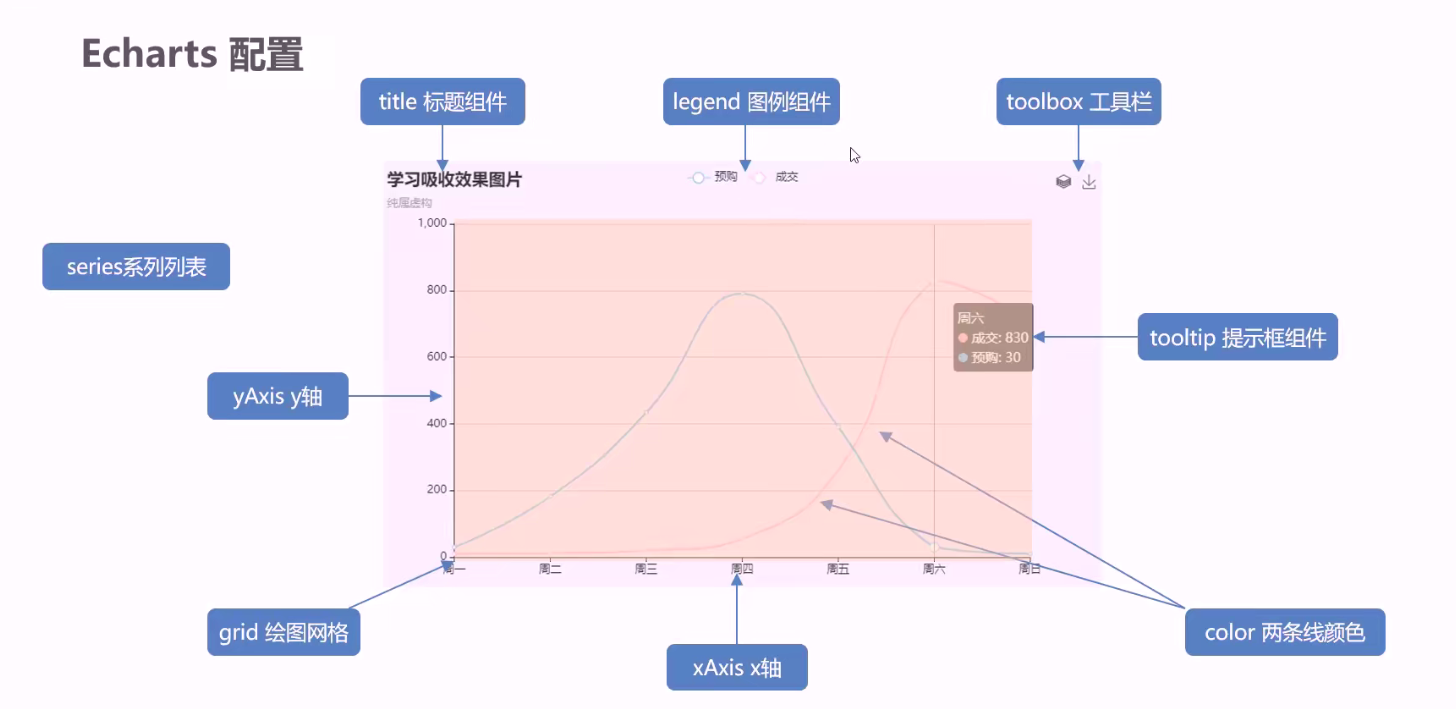 Echarts 配置
title 标题组件
legend 图例组件
toolbox 工具栏
学习吸收效果图片
预购
成交
纯属虚构
1,000
series系列列表
800
周六
成交: 830
预购: 30
tooltip 提示框组件
600
yAxis y轴
400
200
0
周一
周二
周三
周四
周五
周六
周日
grid 绘图网格
xAxis x轴
color 两条线颜色